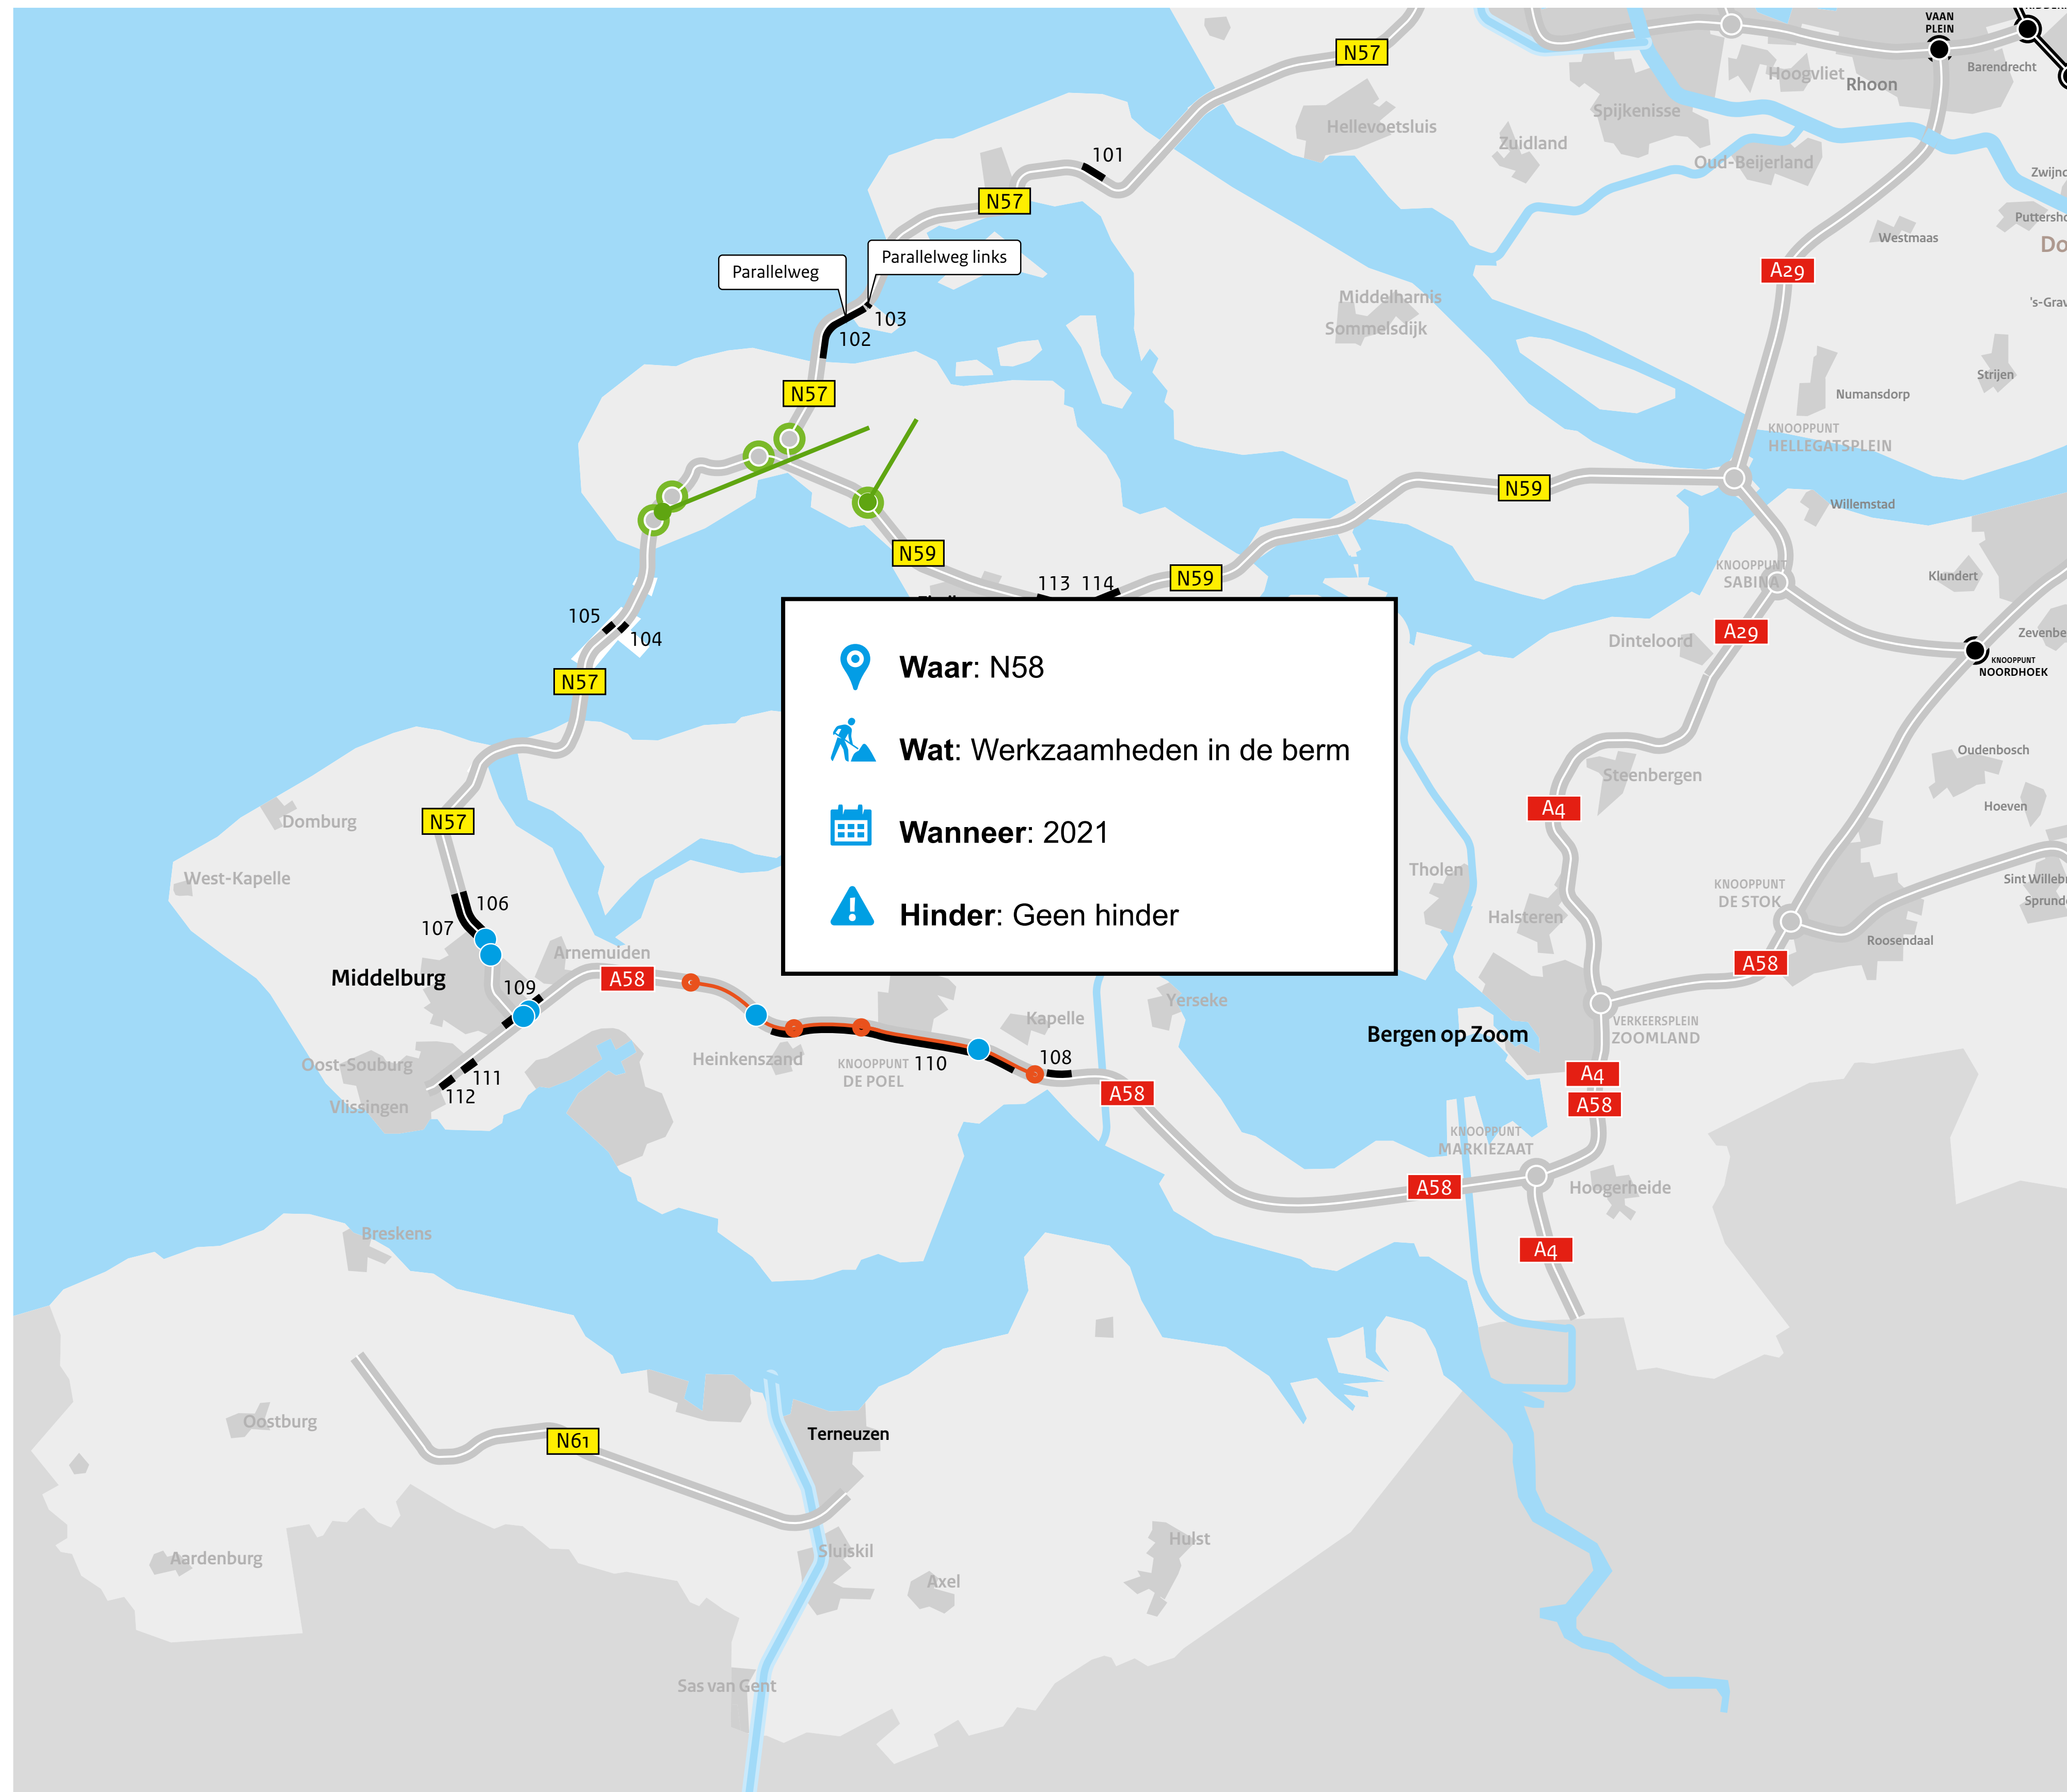 VAAN
PLEIN
N57
Barendrecht
Hoogvliet
Rhoon
Spijkenisse
Hellevoetsluis
Zuidland
101
Oud-Beijerland
N57
Westmaas
Parallelweg links
Parallelweg
A29
Middelharnis
103
Sommelsdijk
102
Strijen
N57
Numansdorp
KNOOPPUNT
HELLEGATSPLEIN
N59
Willemstad
N59
KNOOPPUNT
SABINA
Klundert
N59
113
114
105
104
A29
Dinteloord
KNOOPPUNT
NOORDHOEK
Waar: N58
N57
Wat: Werkzaamheden in de berm
Oudenbosch
Steenbergen
Hoeven
A4
Domburg
N57
Wanneer: 2021
Tholen
West-Kapelle
KNOOPPUNT
DE STOK
106
Hinder: Geen hinder
Halsteren
107
Roosendaal
Arnemuiden
A58
Middelburg
A58
109
Yerseke
Kapelle
VERKEERSPLEIN
ZOOMLAND
Bergen op Zoom
Heinkenszand
KNOOPPUNT
DE POEL
110
108
Oost-Souburg
111
A4
112
A58
A58
Vlissingen
KNOOPPUNT
MARKIEZAAT
A58
Hoogerheide
Breskens
A4
Oostburg
N61
Terneuzen
Hulst
Sluiskil
Aardenburg
Axel
Sas van Gent